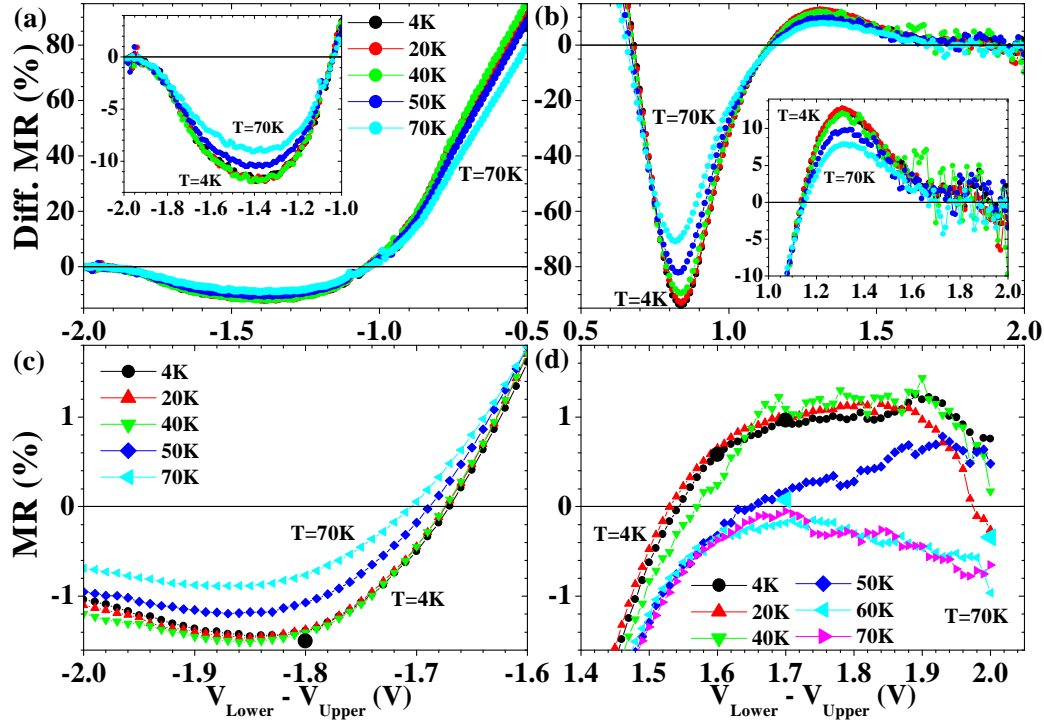 (a)
(b)
Diff. MR (%)
80
60
40
20
0
0
-5
-10
-2.0 -1.8 -1.6 -1.4 -1.2 -1.0
T=70K
T=4K
4K
20K
40K
50K
70K
T=70K
-2.0 -1.5 -1.0 -0.5
0
-20
-40
-60
-80
T=70K
T=4K
10
5
0
-5
-10
T=4K
T=70K
1.0 1.2 1.4 1.6 1.8 2.0
0.5 1.0 1.5 2.0
(c)
(d)
MR (%)
1
0
-1
4K
20K
40K
50K
70K
T=70K
T=4K
-2.0 -1.9 -1.8 -1.7 -1.6
V Lower - V Upper (V)
1
0
-1
T=4K
4K
20K
40K
50K
60K
70K
T=70K
1.4 1.5 1.6 1.7 1.8 1.9 2.0
V Lower - V Upper (V)